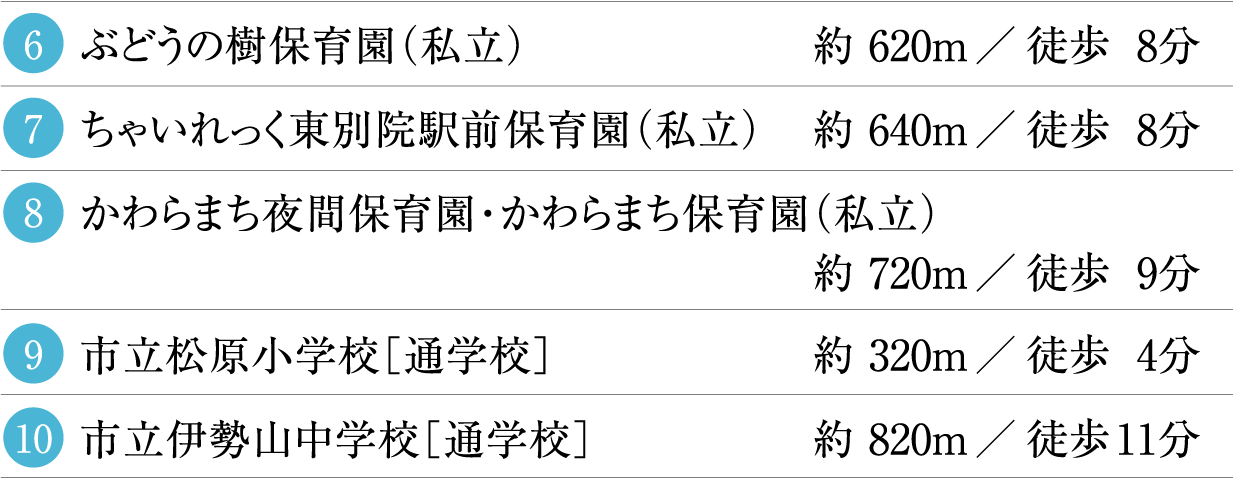 6 ぶどうの樹保育園(私立) 約 620m／徒歩 8分
7 ちゃいれっく東別院駅前保育園(私立) 約 640m／徒歩 8分
8 かわらまち夜間保育園・かわらまち保育園(私立)
約 720m／徒歩 9分
9 市立松原小学校[通学校] 約 320m／徒歩 4分
10 市立伊勢山中学校[通学校] 約 820m／徒歩11分